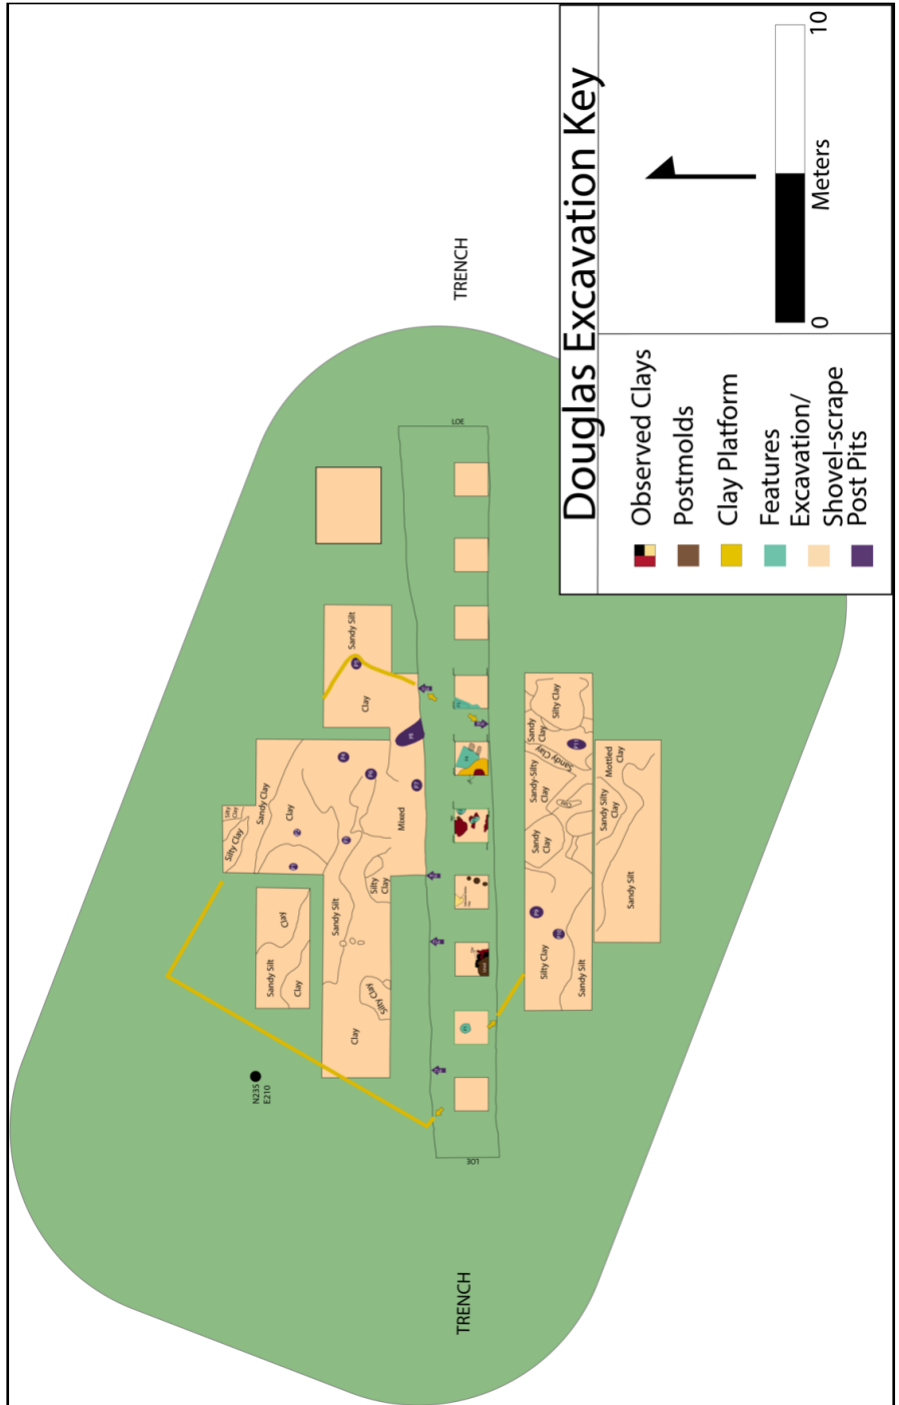 Douglas Excavation Key
Observed Clays
Postmolds
Clay Platform
Features
Excavation/
Shovel-scrape
Post Pits
0
Meters
10
TRENCH
TRENCH
LOE
LOE
N235
E210
Silty Clay
Silty
Clay
Sandy Clay
Clay
Clay
Sandy Silt
Clay
Sandy Silt
Clay
Sandy Silt
Silty
Clay
Silty Clay
Clay
Mixed
Silty Clay
Sandy
Clay
Sandy Clay
Sandy-Silty
Clay
Sandy
Clay
Silty Clay
Sandy Silt
Mottled
Clay
Sandy Silty
Clay
Sandy Silt